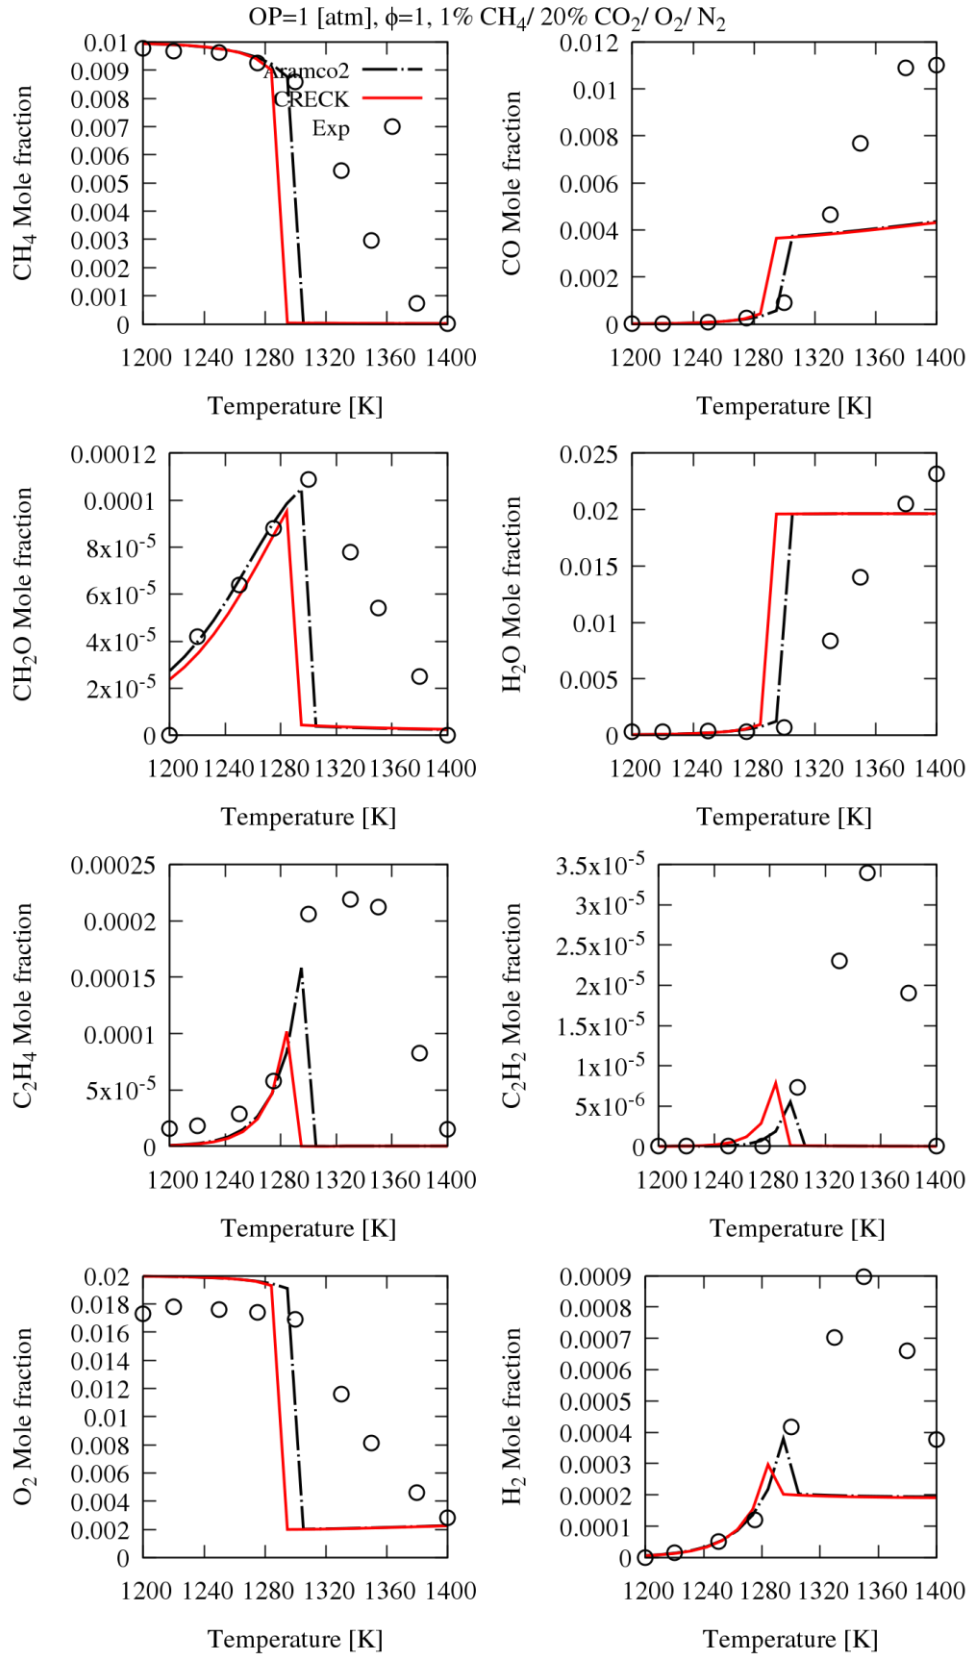 OP=1 [atm], ϕ=1, 1% CH₄/ 20% CO₂/ O₂/ N₂
CH₄ Mole fraction
0.01
0.009
0.008
0.007
0.006
0.005
0.004
0.003
0.002
0.001
0
1200 1240 1280 1320 1360 1400
Temperature [K]
Aramco2
CRECK
Exp
CO Mole fraction
0.012
0.01
0.008
0.006
0.004
0.002
0
1200 1240 1280 1320 1360 1400
Temperature [K]
CH₂O Mole fraction
0.00012
0.0001
8x10⁻⁵
6x10⁻⁵
4x10⁻⁵
2x10⁻⁵
0
1200 1240 1280 1320 1360 1400
Temperature [K]
H₂O Mole fraction
0.025
0.02
0.015
0.01
0.005
0
1200 1240 1280 1320 1360 1400
Temperature [K]
C₂H₄ Mole fraction
0.00025
0.0002
0.00015
0.0001
5x10⁻⁵
0
1200 1240 1280 1320 1360 1400
Temperature [K]
C₂H₂ Mole fraction
3.5x10⁻⁵
3x10⁻⁵
2.5x10⁻⁵
2x10⁻⁵
1.5x10⁻⁵
1x10⁻⁵
5x10⁻⁶
0
1200 1240 1280 1320 1360 1400
Temperature [K]
O₂ Mole fraction
0.02
0.018
0.016
0.014
0.012
0.01
0.008
0.006
0.004
0.002
0
1200 1240 1280 1320 1360 1400
Temperature [K]
H₂ Mole fraction
0.0009
0.0008
0.0007
0.0006
0.0005
0.0004
0.0003
0.0002
0.0001
0
1200 1240 1280 1320 1360 1400
Temperature [K]